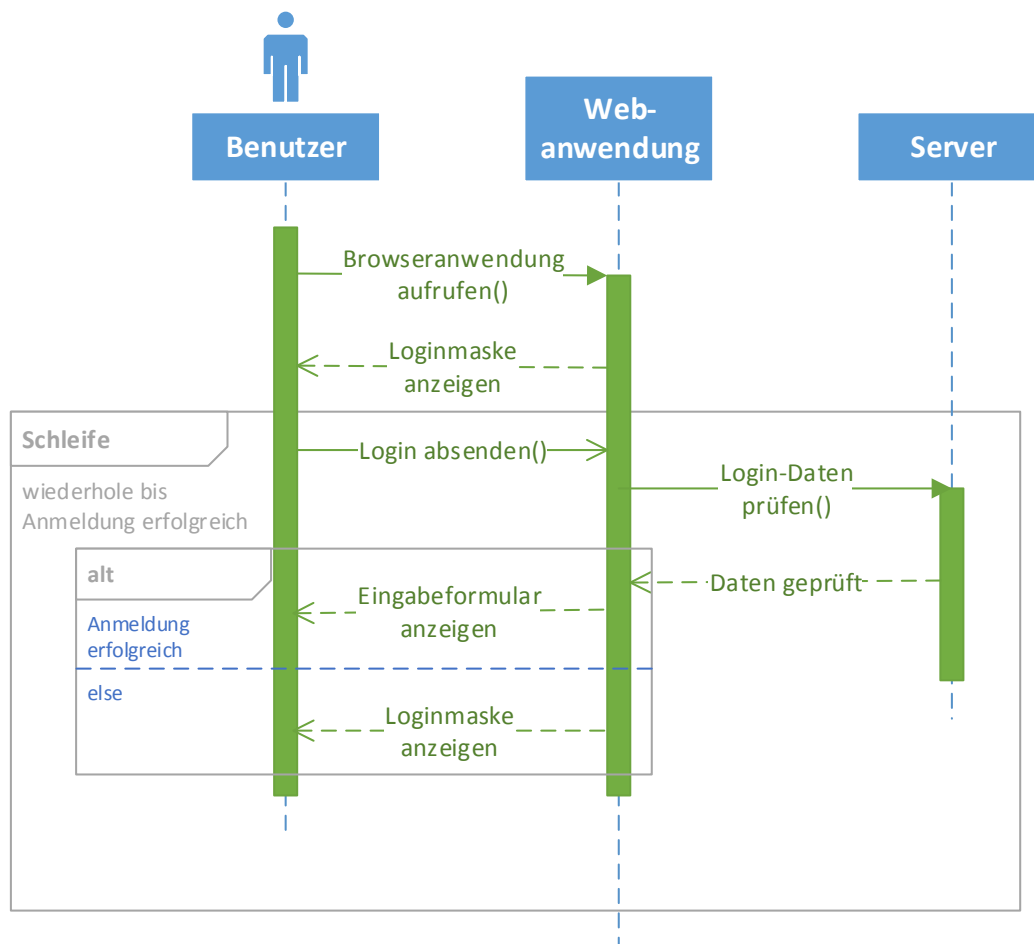 Benutzer
Web-
anwendung
Server
Browseranwendung
aufrufen()
Loginmaske
anzeigen
Schleife
Login absenden()
wiederhole bis
Anmeldung erfolgreich
Login-Daten
prüfen()
alt
Daten geprüft
Eingabeformular
anzeigen
Anmeldung
erfolgreich
else
Loginmaske
anzeigen